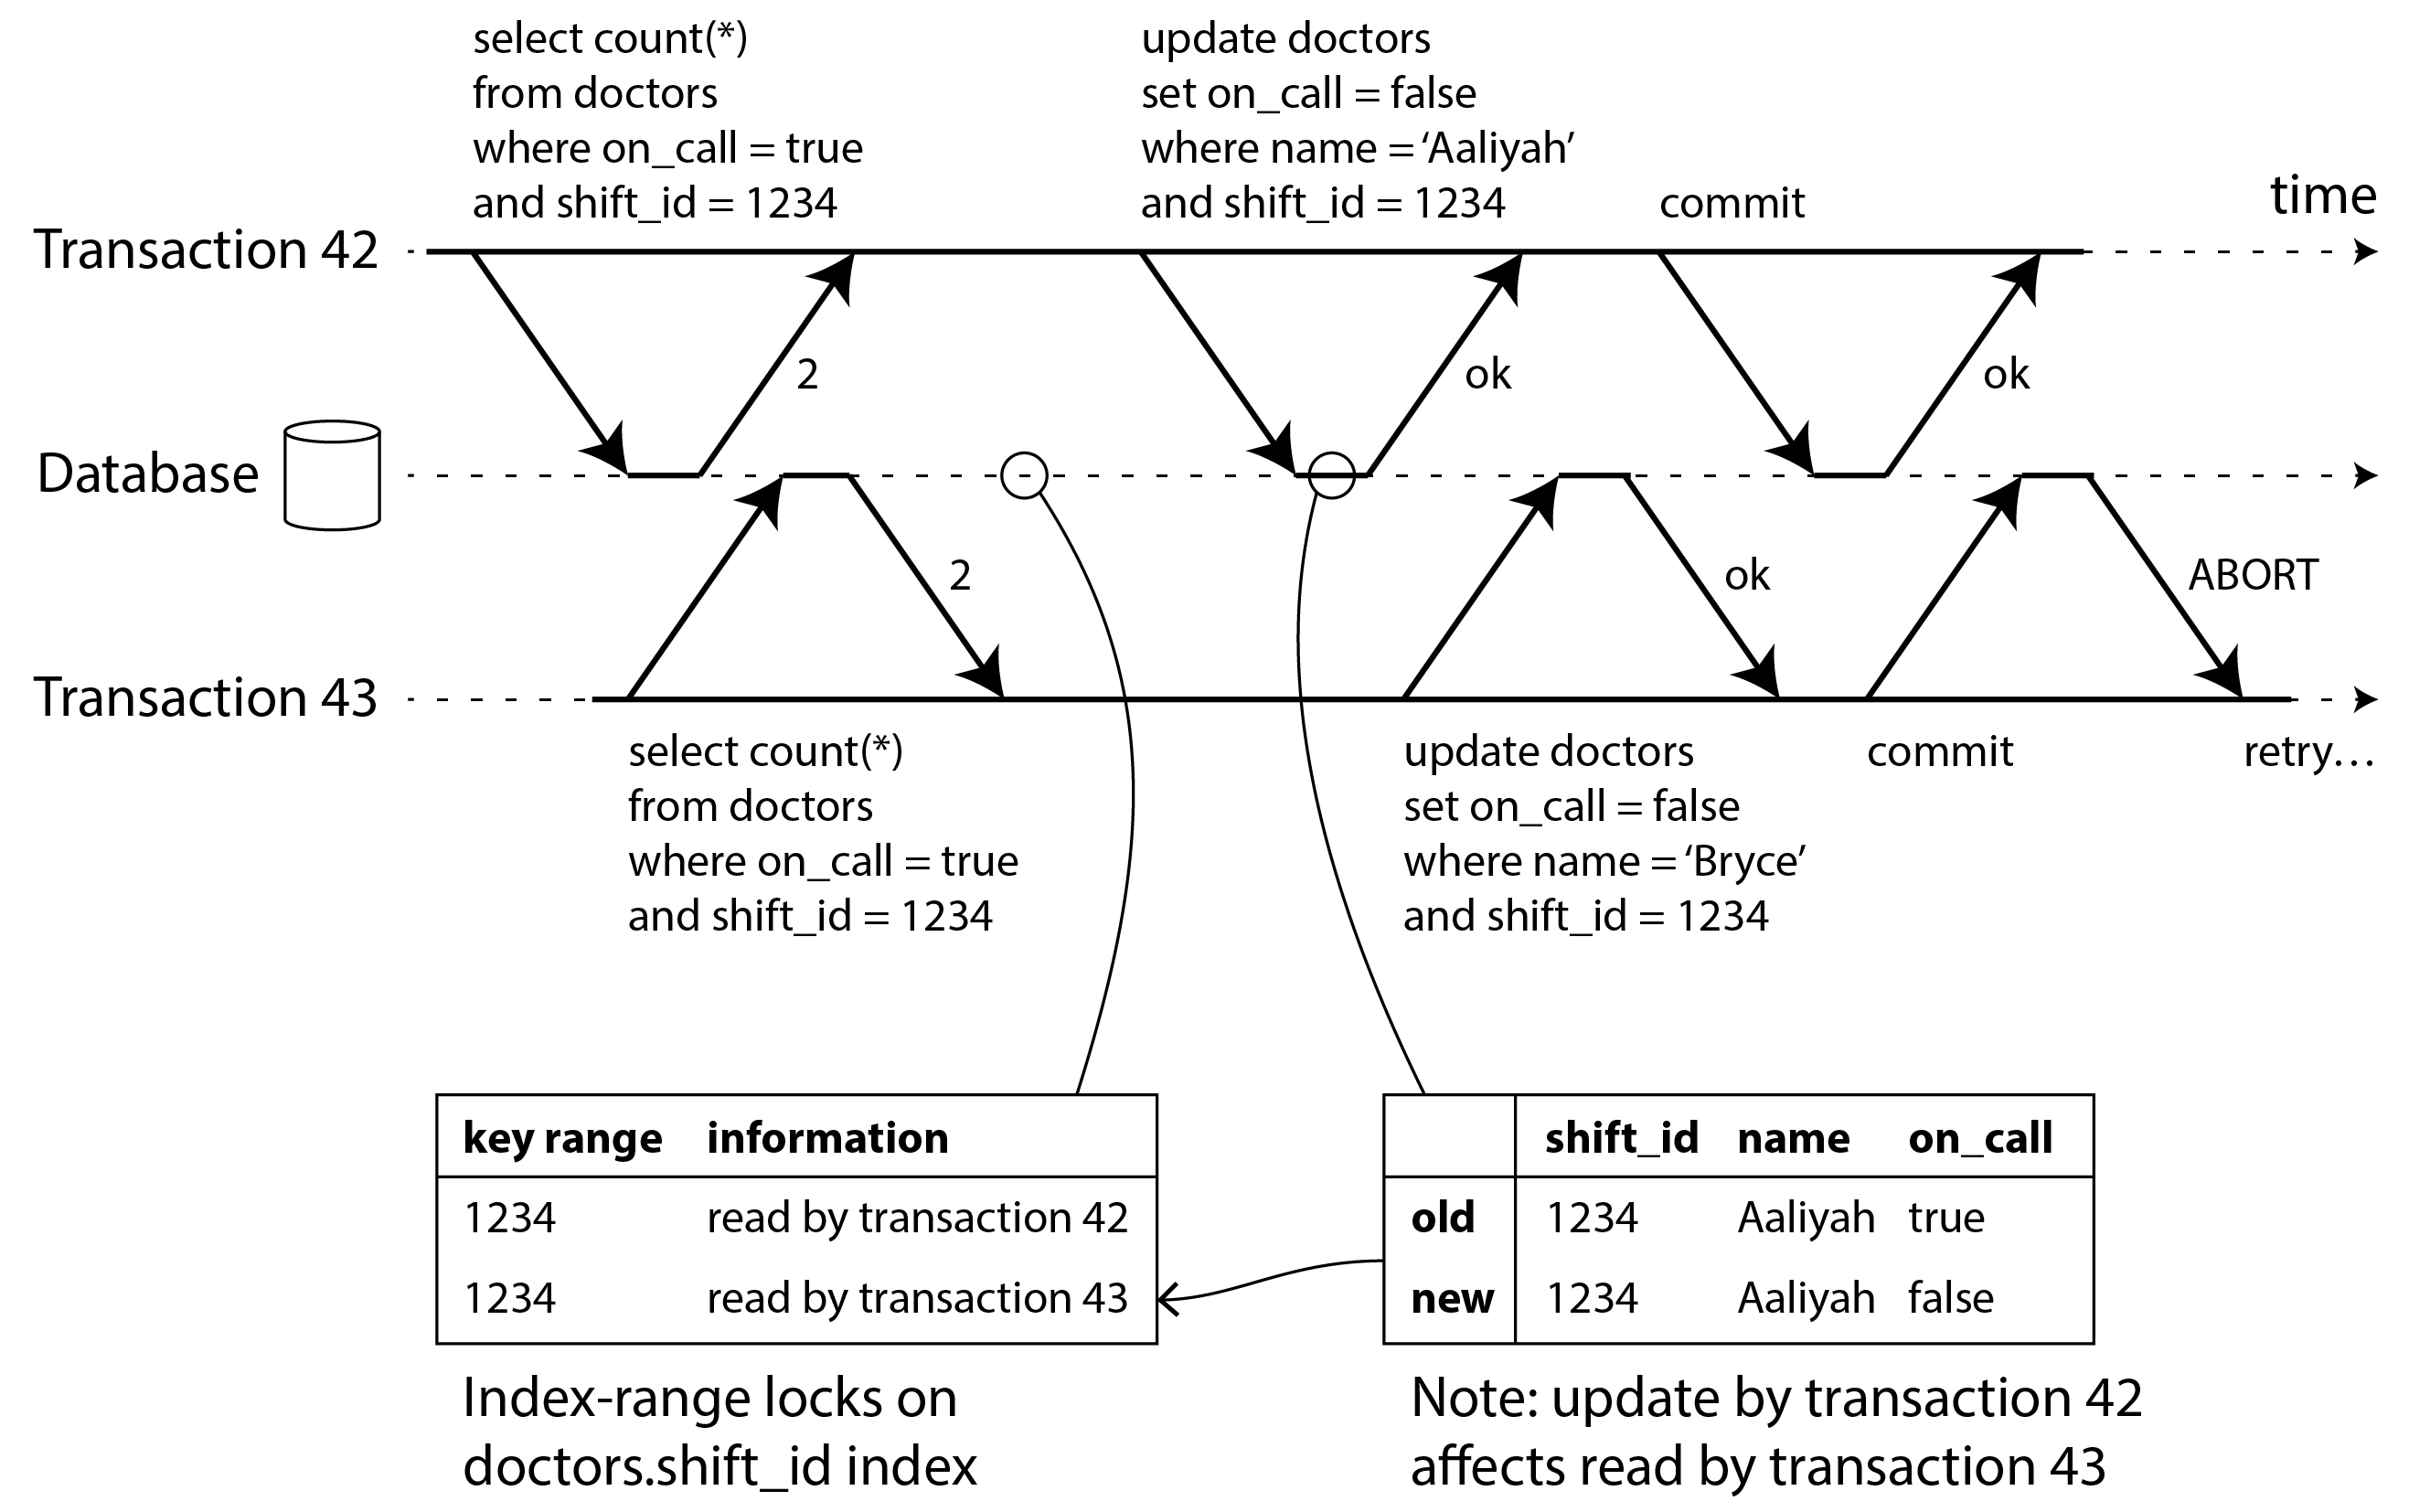 select count(*)
from doctors
where on_call = true
and shift_id = 1234
update doctors
set on_call = false
where name = ‘Aaliyah’
and shift_id = 1234
commit
time
Transaction 42
2
ok
ok
Database
2
ok
ABORT
Transaction 43
select count(*)
from doctors
where on_call = true
and shift_id = 1234
update doctors
set on_call = false
where name = ‘Bryce’
and shift_id = 1234
commit
retry…
key range information
1234 read by transaction 42
1234 read by transaction 43
Index-range locks on
doctors.shift_id index
shift_id name on_call
old 1234 Aaliyah true
new 1234 Aaliyah false
Note: update by transaction 42
affects read by transaction 43